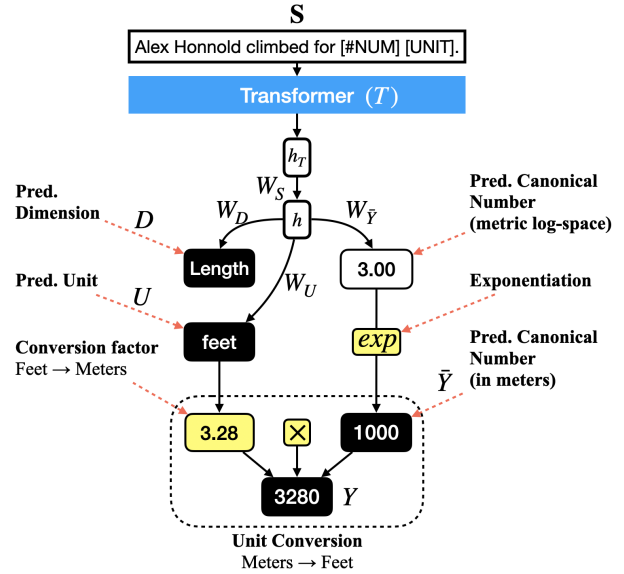 S
Alex Honnold climbed for [#NUM] [UNIT].
Transformer (T)
h_T
W_S
h
W_D
W_Ȳ
W_U
Pred.
Dimension
D
Length
Pred. Canonical
Number
(metric log-space)
3.00
Pred. Unit
U
feet
Exponentiation
exp
Conversion factor
Feet → Meters
Pred. Canonical
Number
(in meters)
Ȳ
3.28
×
1000
3280
Y
Unit Conversion
Meters → Feet